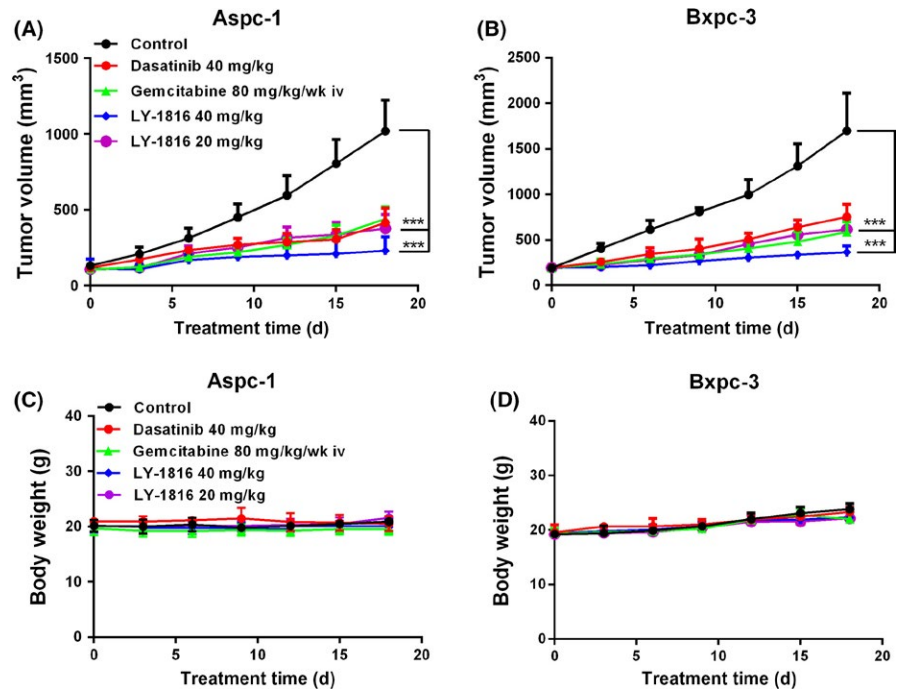 (A)
Aspc-1
Control
Dasatinib 40 mg/kg
Gemcitabine 80 mg/kg/wk iv
LY-1816 40 mg/kg
LY-1816 20 mg/kg
Tumor volume (mm³)
1500
1000
500
0
***
***
0 5 10 15 20
Treatment time (d)
(B)
Bxpc-3
Tumor volume (mm³)
2500
2000
1500
1000
500
0
***
***
0 5 10 15 20
Treatment time (d)
(C)
Aspc-1
Control
Dasatinib 40 mg/kg
Gemcitabine 80 mg/kg/wk iv
LY-1816 40 mg/kg
LY-1816 20 mg/kg
Body weight (g)
40
30
20
10
0
0 5 10 15 20
Treatment time (d)
(D)
Bxpc-3
Body weight (g)
40
30
20
10
0
0 5 10 15 20
Treatment time (d)